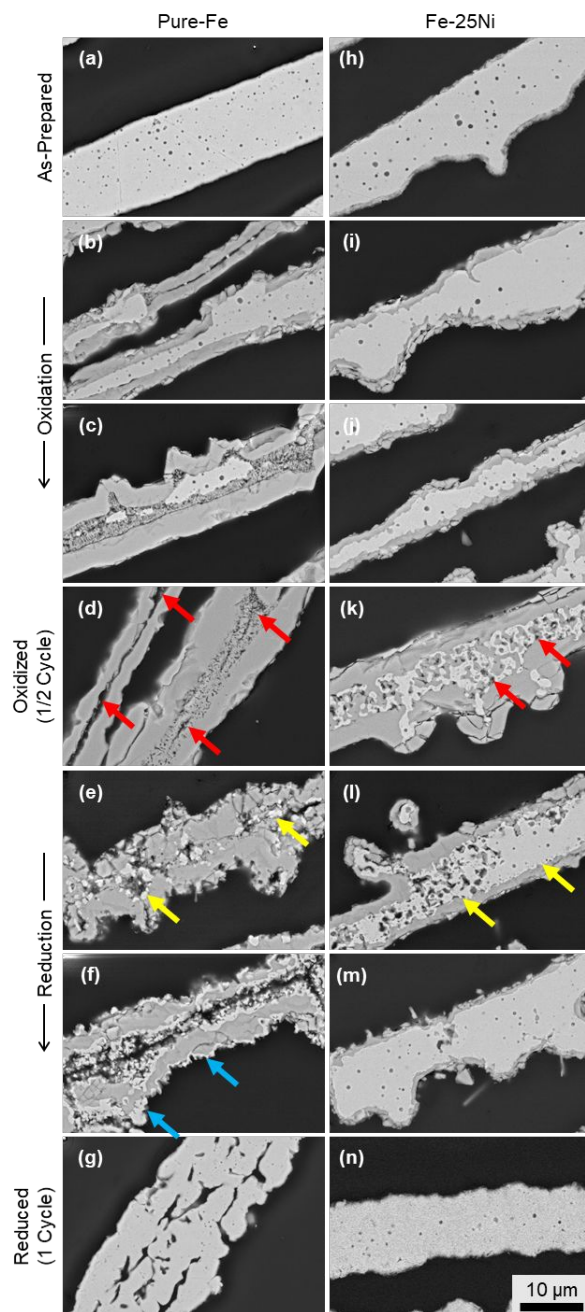 Pure-Fe
Fe-25Ni
As-Prepared
(a)
(h)
Oxidation
(b)
(i)
(c)
(j)
Oxidized
(1/2 Cycle)
(d)
(k)
Reduction
(e)
(l)
(f)
(m)
Reduced
(1 Cycle)
(g)
(n)
10 µm